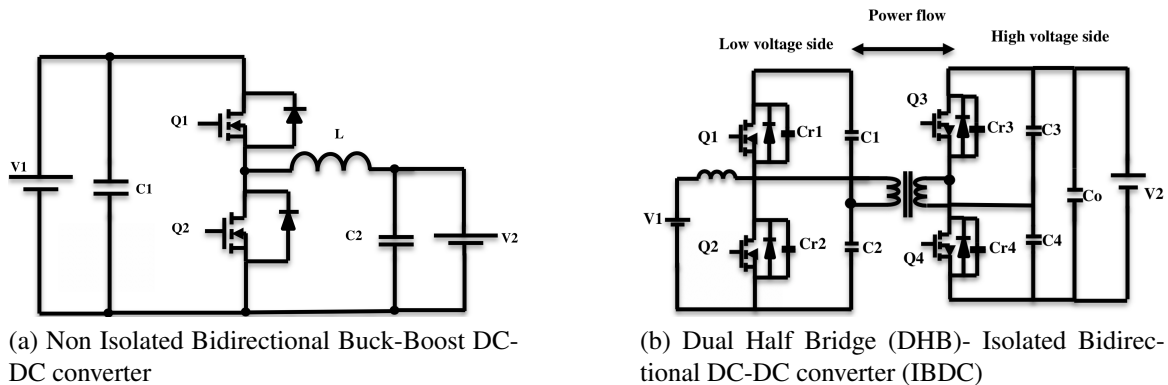 V1
C1
Q1
Q2
L
C2
V2
(a) Non Isolated Bidirectional Buck-Boost DC-
DC converter
Power flow
Low voltage side
High voltage side
V1
Q1
Cr1
C1
Q2
Cr2
C2
Q3
Cr3
C3
Q4
Cr4
C4
Co
V2
(b) Dual Half Bridge (DHB)- Isolated Bidirec-
tional DC-DC converter (IBDC)